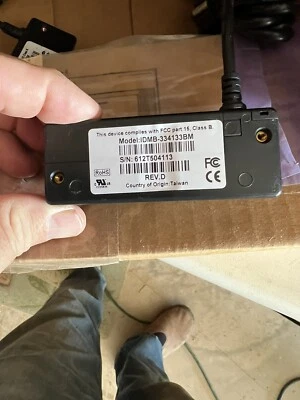 This device complies with FCC part 15, Class B.
Model:IDMB-334133BM
S/N: 612T504113
RoHS
REV.D
Country of Origin Taiwan
FC
CE